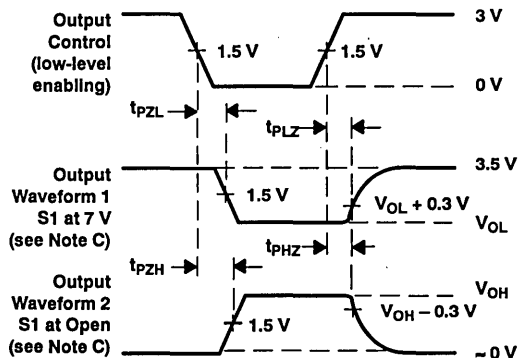 Output
Control
(low-level
enabling)
1.5 V
1.5 V
3 V
0 V
tPZL
tPLZ
Output
Waveform 1
S1 at 7 V
(see Note C)
1.5 V
3.5 V
VOL + 0.3 V
VOL
tPHZ
tPZH
Output
Waveform 2
S1 at Open
(see Note C)
1.5 V
VOH
VOH – 0.3 V
≈ 0 V